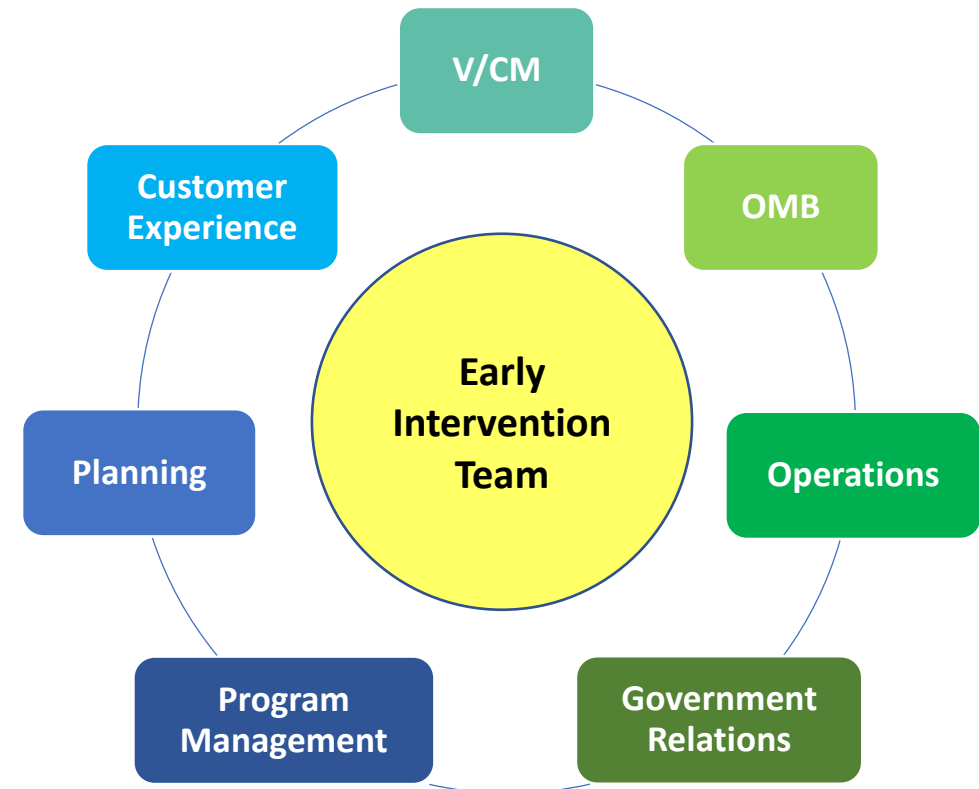 V/CM
OMB
Operations
Government
Relations
Program
Management
Planning
Customer
Experience
Early
Intervention
Team